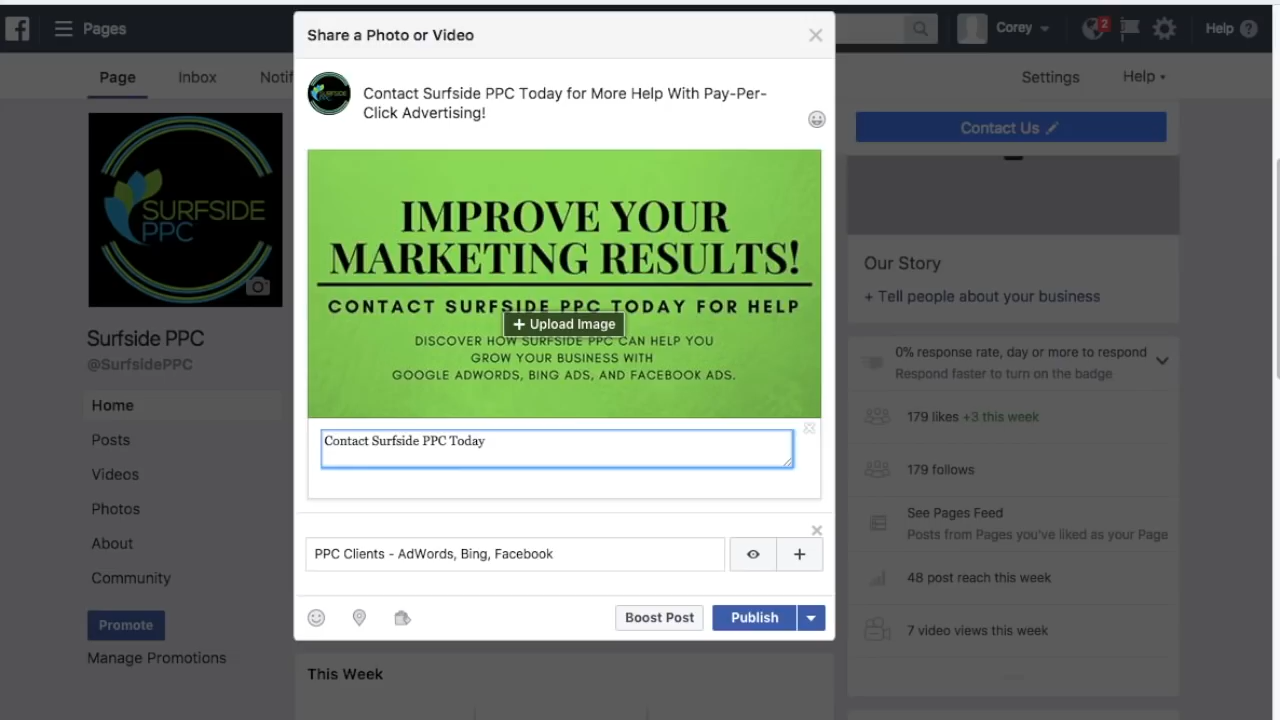 Pages
Share a Photo or Video
2
Corey
Help
Page
Inbox
Notif
Settings
Help
Contact Surfside PPC Today for More Help With Pay-Per-
Click Advertising!
SURFSIDE
PPC
Contact Us
IMPROVE YOUR
MARKETING RESULTS!
CONTACT SURFSIDE PPC TODAY FOR HELP
+ Upload Image
DISCOVER HOW SURFSIDE PPC CAN HELP YOU
GROW YOUR BUSINESS WITH
GOOGLE ADWORDS, BING ADS, AND FACEBOOK ADS.
SURFSIDE
PPC
Surfside PPC
@SurfsidePPC
Home
Posts
Videos
Photos
About
Community
Promote
Manage Promotions
Contact Surfside PPC Today
PPC Clients - AdWords, Bing, Facebook
Boost Post
Publish
This Week
Our Story
+ Tell people about your business
0% response rate, day or more to respond
Respond faster to turn on the badge
179 likes +3 this week
179 follows
See Pages Feed
Posts from Pages you've liked as your Page
48 post reach this week
7 video views this week